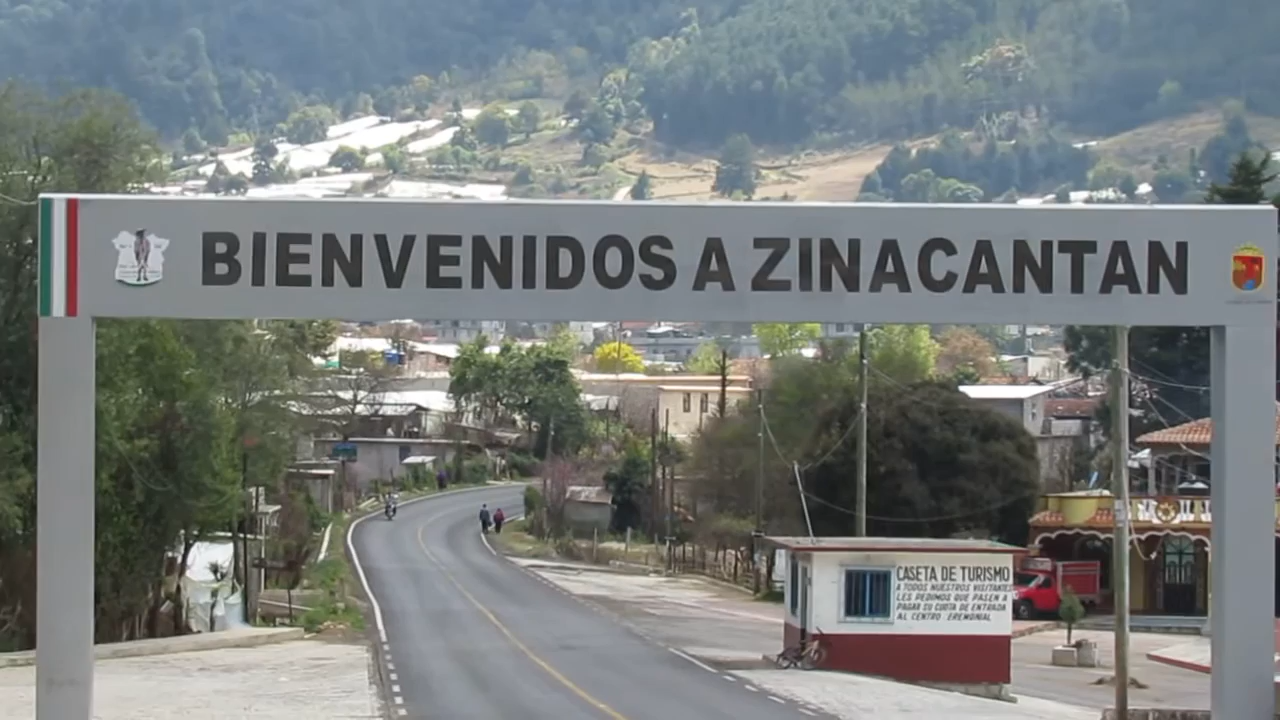 BIENVENIDOS A ZINACANTAN
CASETA DE TURISMO
A TODOS NUESTROS VISITANTES
LES PEDIMOS QUE PASEN A
PAGAR SU CUOTA DE ENTRADA
AL CENTRO CEREMONIAL